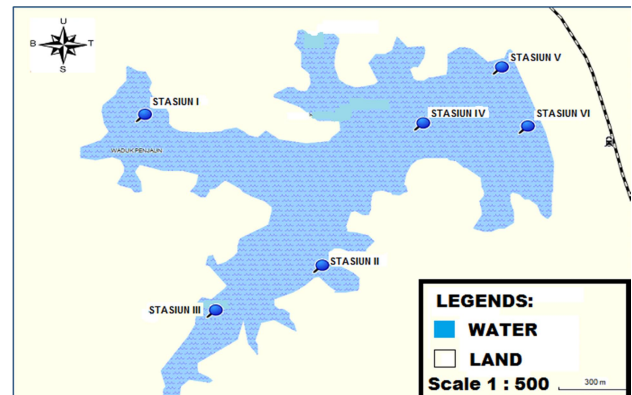 U
B T
S
STASIUN V
STASIUN I
STASIUN IV
STASIUN VI
WADUK PENJALIN
STASIUN II
STASIUN III
LEGENDS:
WATER
LAND
Scale 1 : 500
300 m